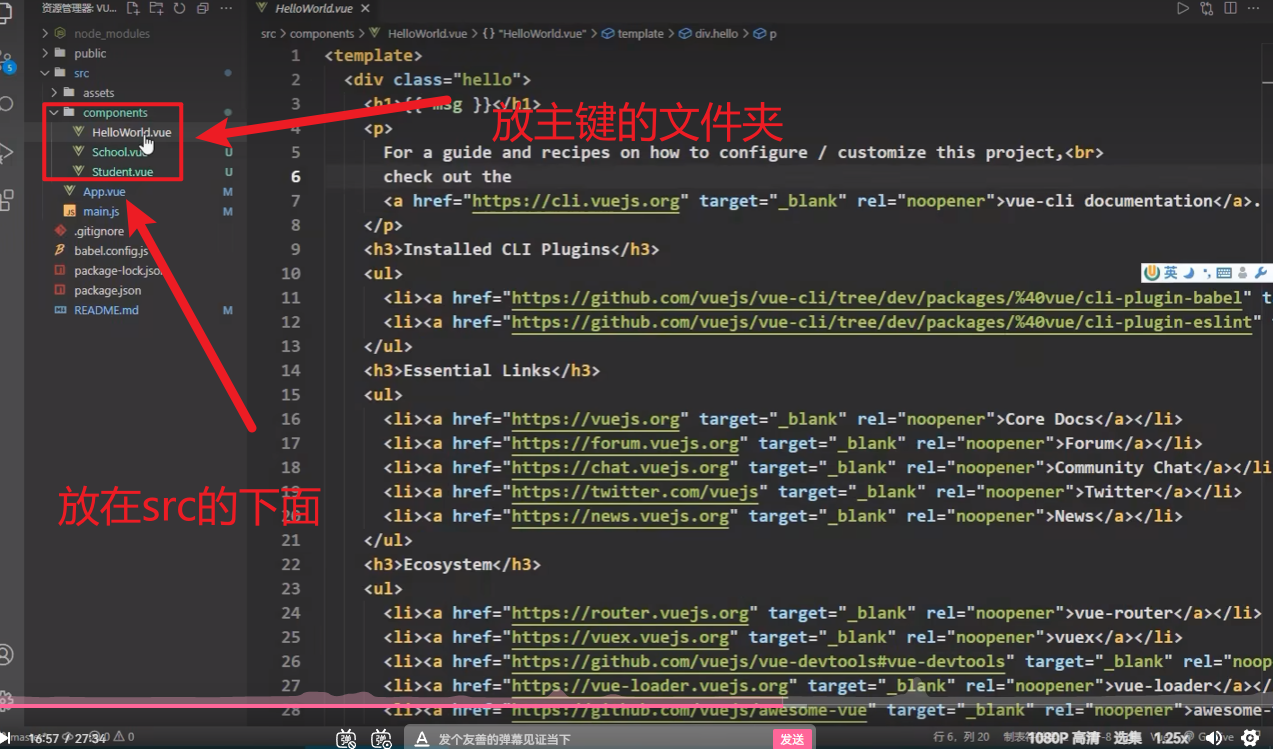 资源管理器: VU...
HelloWorld.vue
node_modules
public
src
assets
components
HelloWorld.vue
School.vue
U
Student.vue
U
App.vue
M
main.js
M
.gitignore
babel.config.js
package-lock.json
package.json
README.md
M
5
放主键的文件夹
放在src的下面
src > components > HelloWorld.vue > {} "HelloWorld.vue" > template > div.hello > p
1 <template>
2 <div class="hello">
3 <h1>{{ msg }}</h1>
4 <p>
5 For a guide and recipes on how to configure / customize this project,<br>
6 check out the
7 <a href="https://cli.vuejs.org" target="_blank" rel="noopener">vue-cli documentation</a>.
8 </p>
9 <h3>Installed CLI Plugins</h3>
10 <ul>
11 <li><a href="https://github.com/vuejs/vue-cli/tree/dev/packages/%40vue/cli-plugin-babel" t
12 <li><a href="https://github.com/vuejs/vue-cli/tree/dev/packages/%40vue/cli-plugin-eslint"
13 </ul>
14 <h3>Essential Links</h3>
15 <ul>
16 <li><a href="https://vuejs.org" target="_blank" rel="noopener">Core Docs</a></li>
17 <li><a href="https://forum.vuejs.org" target="_blank" rel="noopener">Forum</a></li>
18 <li><a href="https://chat.vuejs.org" target="_blank" rel="noopener">Community Chat</a></li
19 <li><a href="https://twitter.com/vuejs" target="_blank" rel="noopener">Twitter</a></li>
20 <li><a href="https://news.vuejs.org" target="_blank" rel="noopener">News</a></li>
21 </ul>
22 <h3>Ecosystem</h3>
23 <ul>
24 <li><a href="https://router.vuejs.org" target="_blank" rel="noopener">vue-router</a></li>
25 <li><a href="https://vuex.vuejs.org" target="_blank" rel="noopener">vuex</a></li>
26 <li><a href="https://github.com/vuejs/vue-devtools#vue-devtools" target="_blank" rel="noop
27 <li><a href="https://vue-loader.vuejs.org" target="_blank" rel="noopener">vue-loader</a></
28 <li><a href="https://github.com/vuejs/awesome-vue" target="_blank" rel="noopener">awesome-
英
行 6，列 20
16:57 / 27:34
0
发个友善的弹幕见证当下
发送
1080P 高清
选集
1.25x